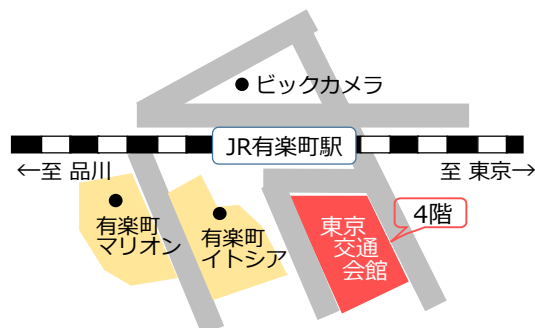 ビックカメラ
JR有楽町駅
←至 品川
至 東京→
有楽町
マリオン
有楽町
イトシア
東京
交通
会館
4階